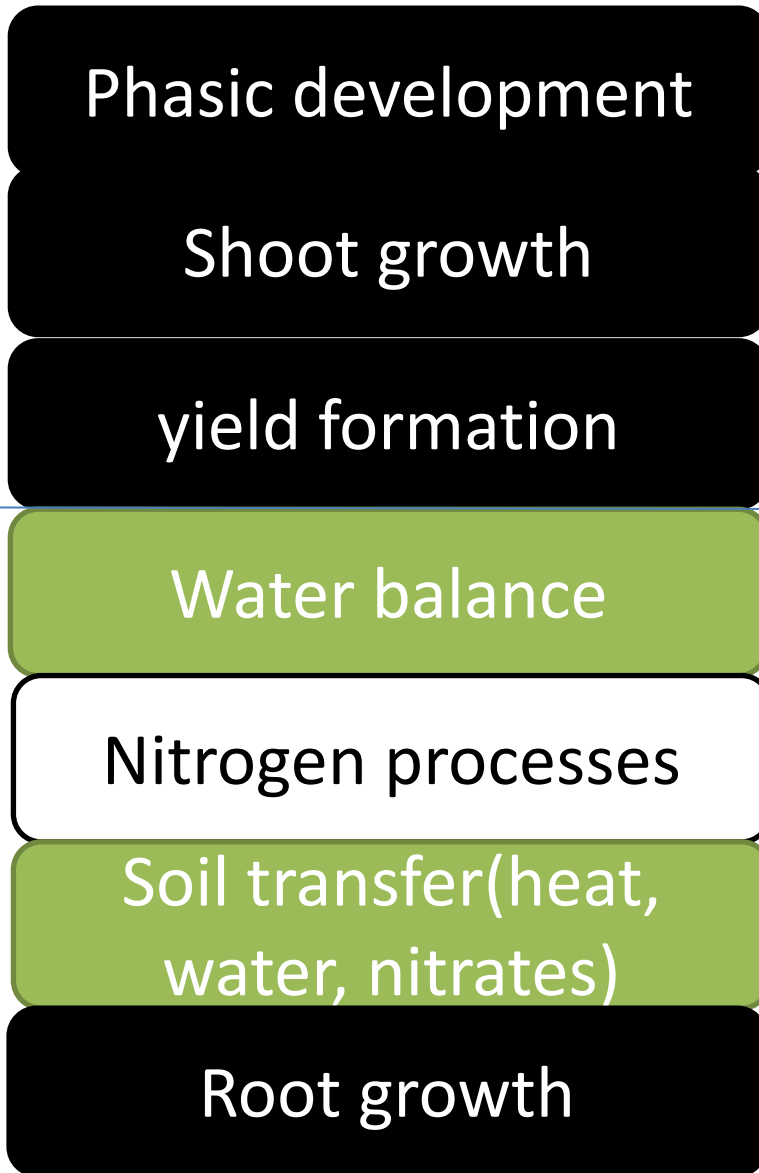 Phasic development
Shoot growth
yield formation
Water balance
Nitrogen processes
Soil transfer(heat,
water, nitrates)
Root growth